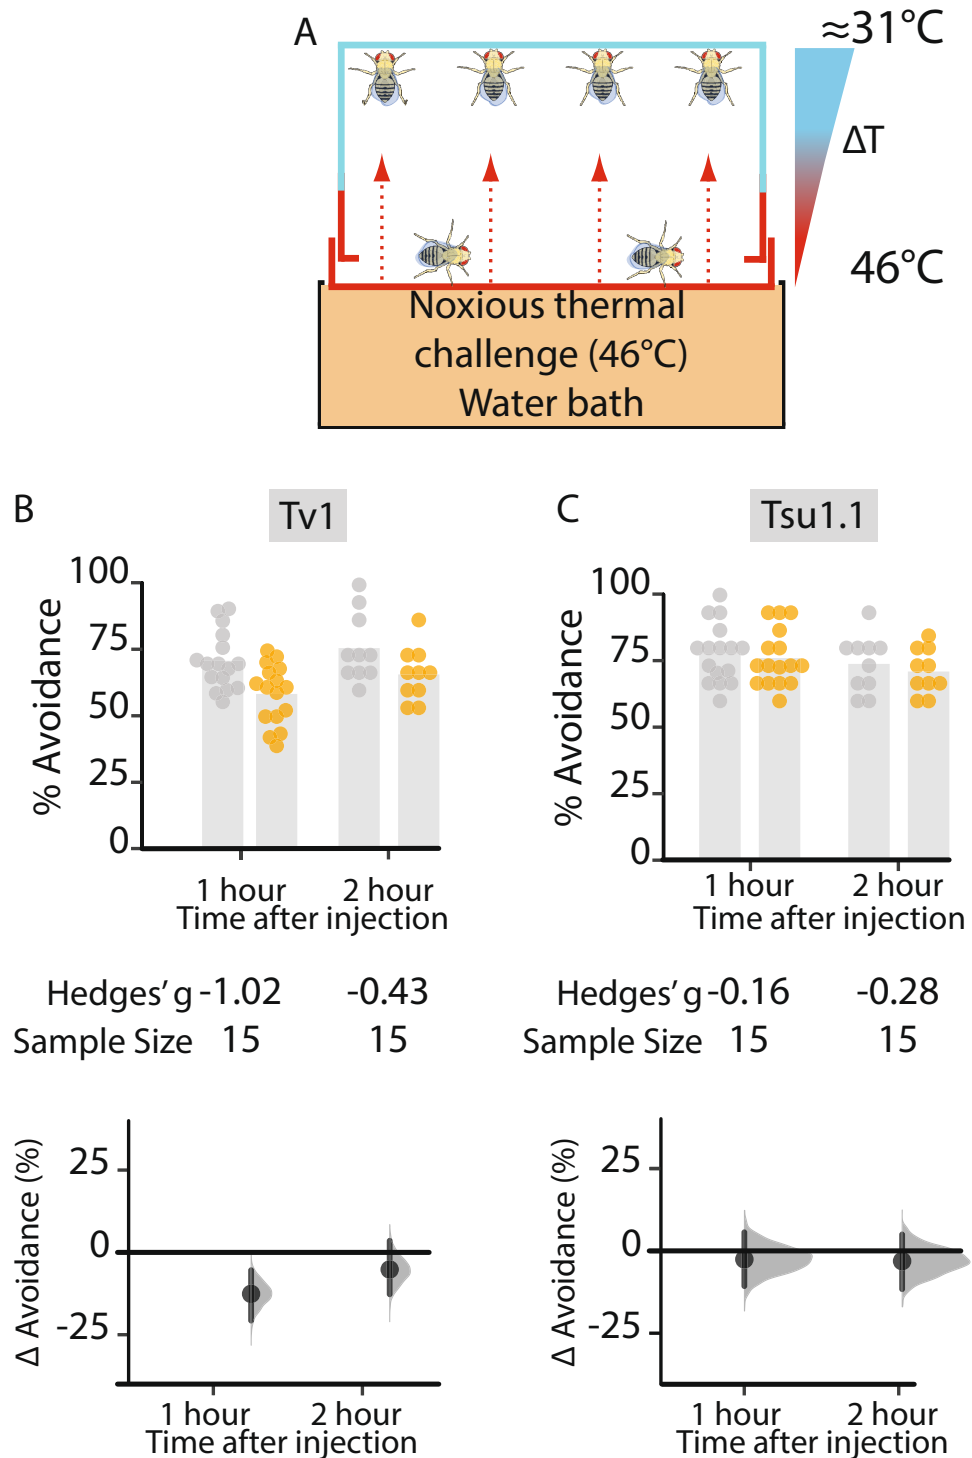 A
≈31°C
ΔT
46°C
Noxious thermal
challenge (46°C)
Water bath
B
Tv1
% Avoidance
100
75
50
25
0
1 hour
2 hour
Time after injection
Hedges’ g -1.02 -0.43
Sample Size 15 15
Δ Avoidance (%)
25
0
-25
1 hour
2 hour
Time after injection
C
Tsu1.1
% Avoidance
100
75
50
25
0
1 hour
2 hour
Time after injection
Hedges’ g -0.16 -0.28
Sample Size 15 15
Δ Avoidance (%)
25
0
-25
1 hour
2 hour
Time after injection